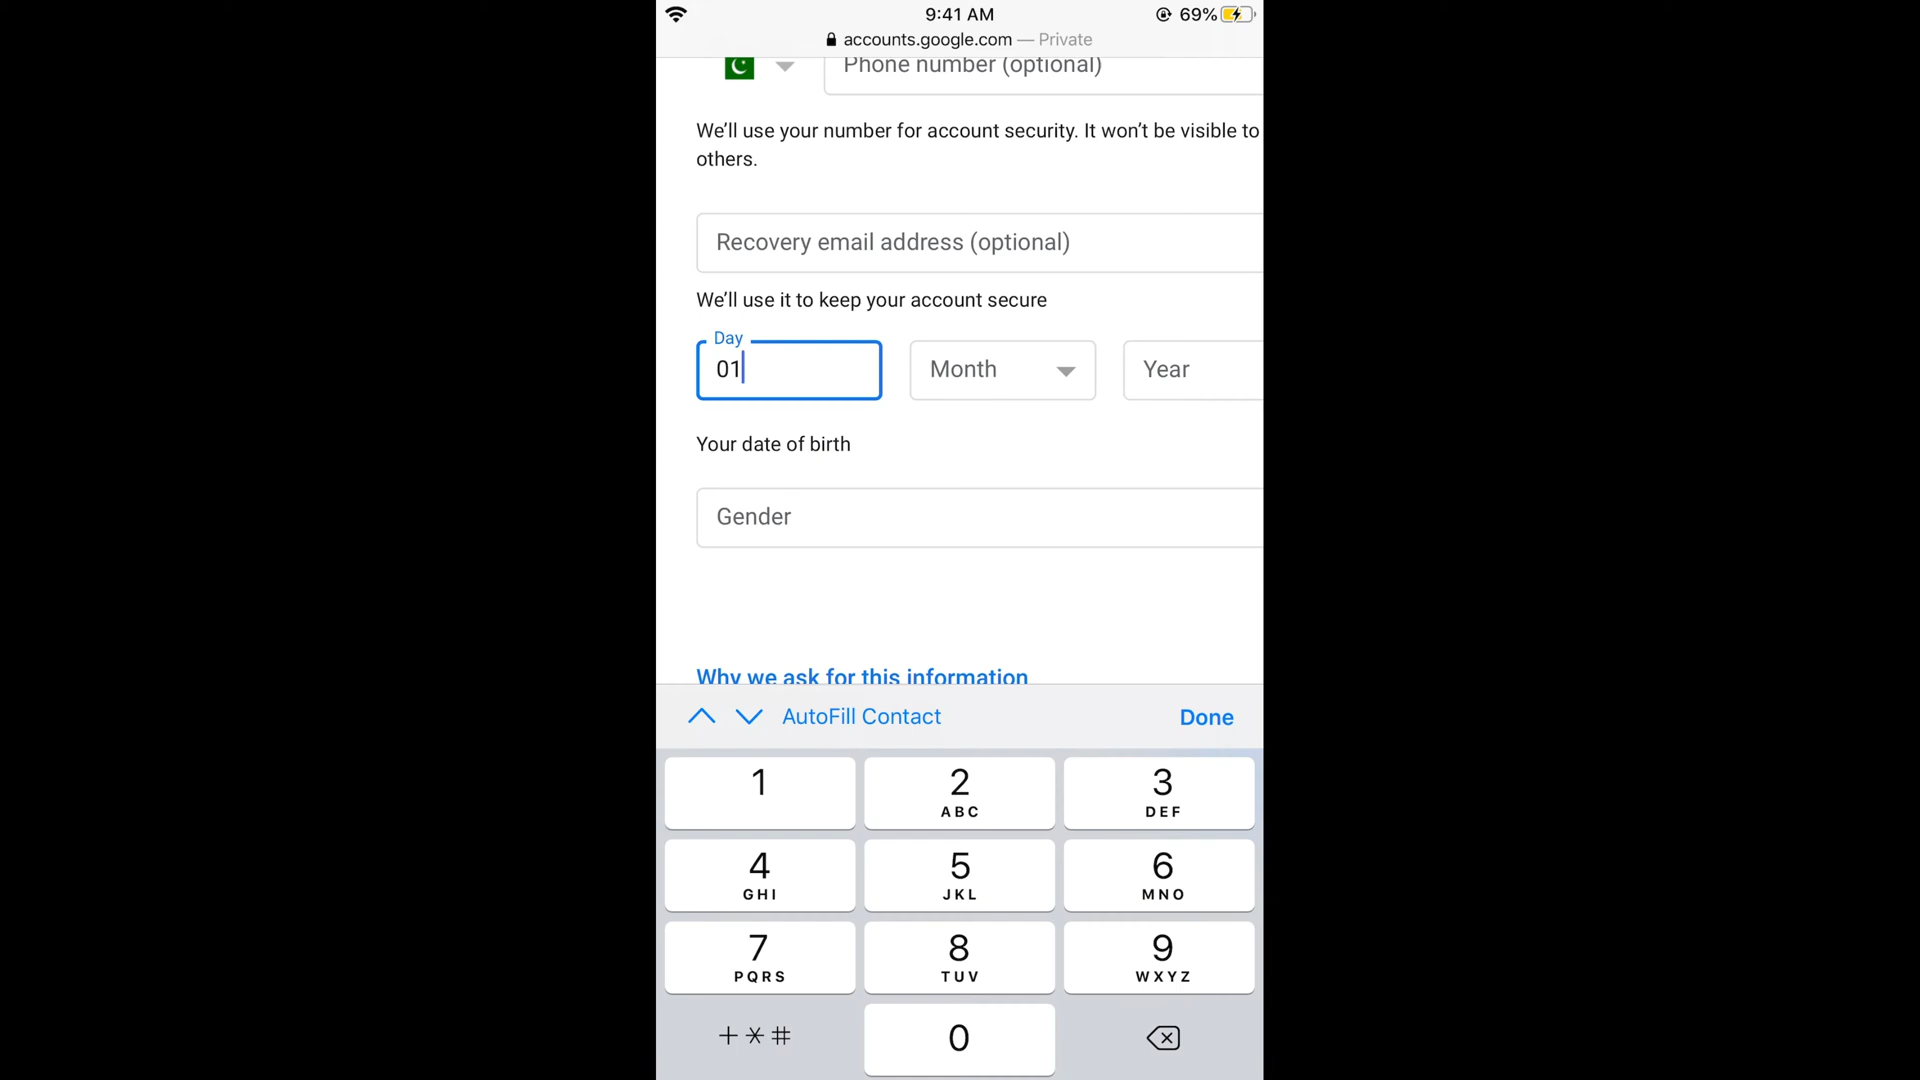 9:41 AM
69%
accounts.google.com — Private
Phone number (optional)
We’ll use your number for account security. It won’t be visible to
others.
Recovery email address (optional)
We’ll use it to keep your account secure
Day
01
Month
Year
Your date of birth
Gender
Why we ask for this information
AutoFill Contact
Done
1
2
ABC
3
DEF
4
GHI
5
JKL
6
MNO
7
PQRS
8
TUV
9
WXYZ
+*#
0